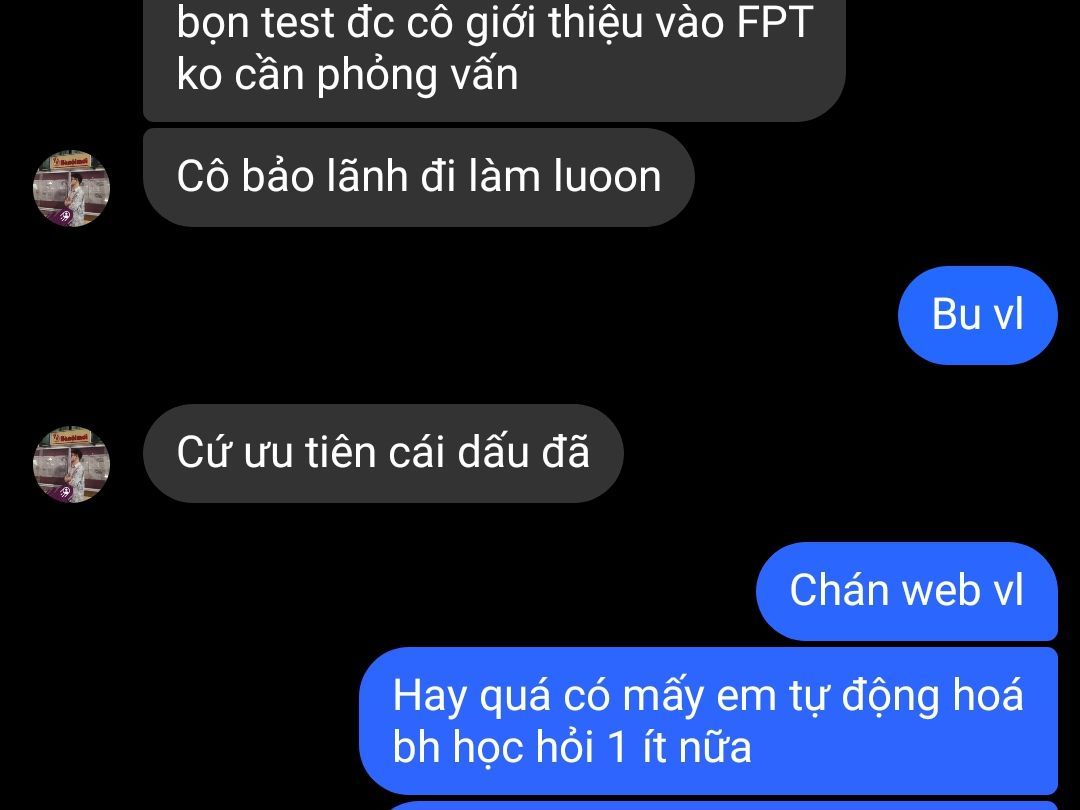 bọn test đc cô giới thiệu vào FPT
ko cần phỏng vấn
Cô bảo lãnh đi làm luoon
Bu vl
Cứ ưu tiên cái dấu đã
Chán web vl
Hay quá có mấy em tự động hoá
bh học hỏi 1 ít nữa